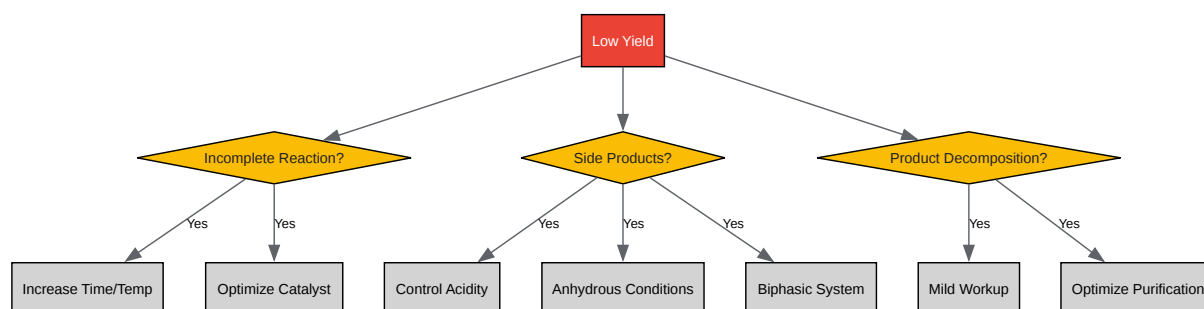 Low Yield
Incomplete Reaction?
Side Products?
Product Decomposition?
Yes
Yes
Yes
Yes
Yes
Yes
Yes
Increase Time/Temp
Optimize Catalyst
Control Acidity
Anhydrous Conditions
Biphasic System
Mild Workup
Optimize Purification